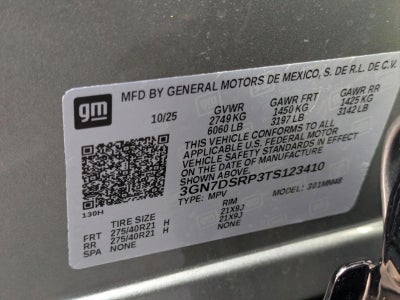 gm
MFD BY GENERAL MOTORS DE MEXICO, S. DE R.L. DE C.V.
10/25 GVWR GAWR FRT GAWR RR
2749 KG 1450 KG 1425 KG
6060 LB 3197 LB 3142 LB
THIS VEHICLE CONFORMS TO ALL
APPLICABLE U.S. FEDERAL MOTOR
VEHICLE SAFETY STANDARDS IN EFFECT
ON THE DATE OF MANUFACTURE
3GN7DSRP3TS123410
TYPE: MPV MODEL: 301MM48
130H
TIRE SIZE RIM
FRT 275/40R21 H 21X9J
RR 275/40R21 H 21X9J
SPA NONE NONE